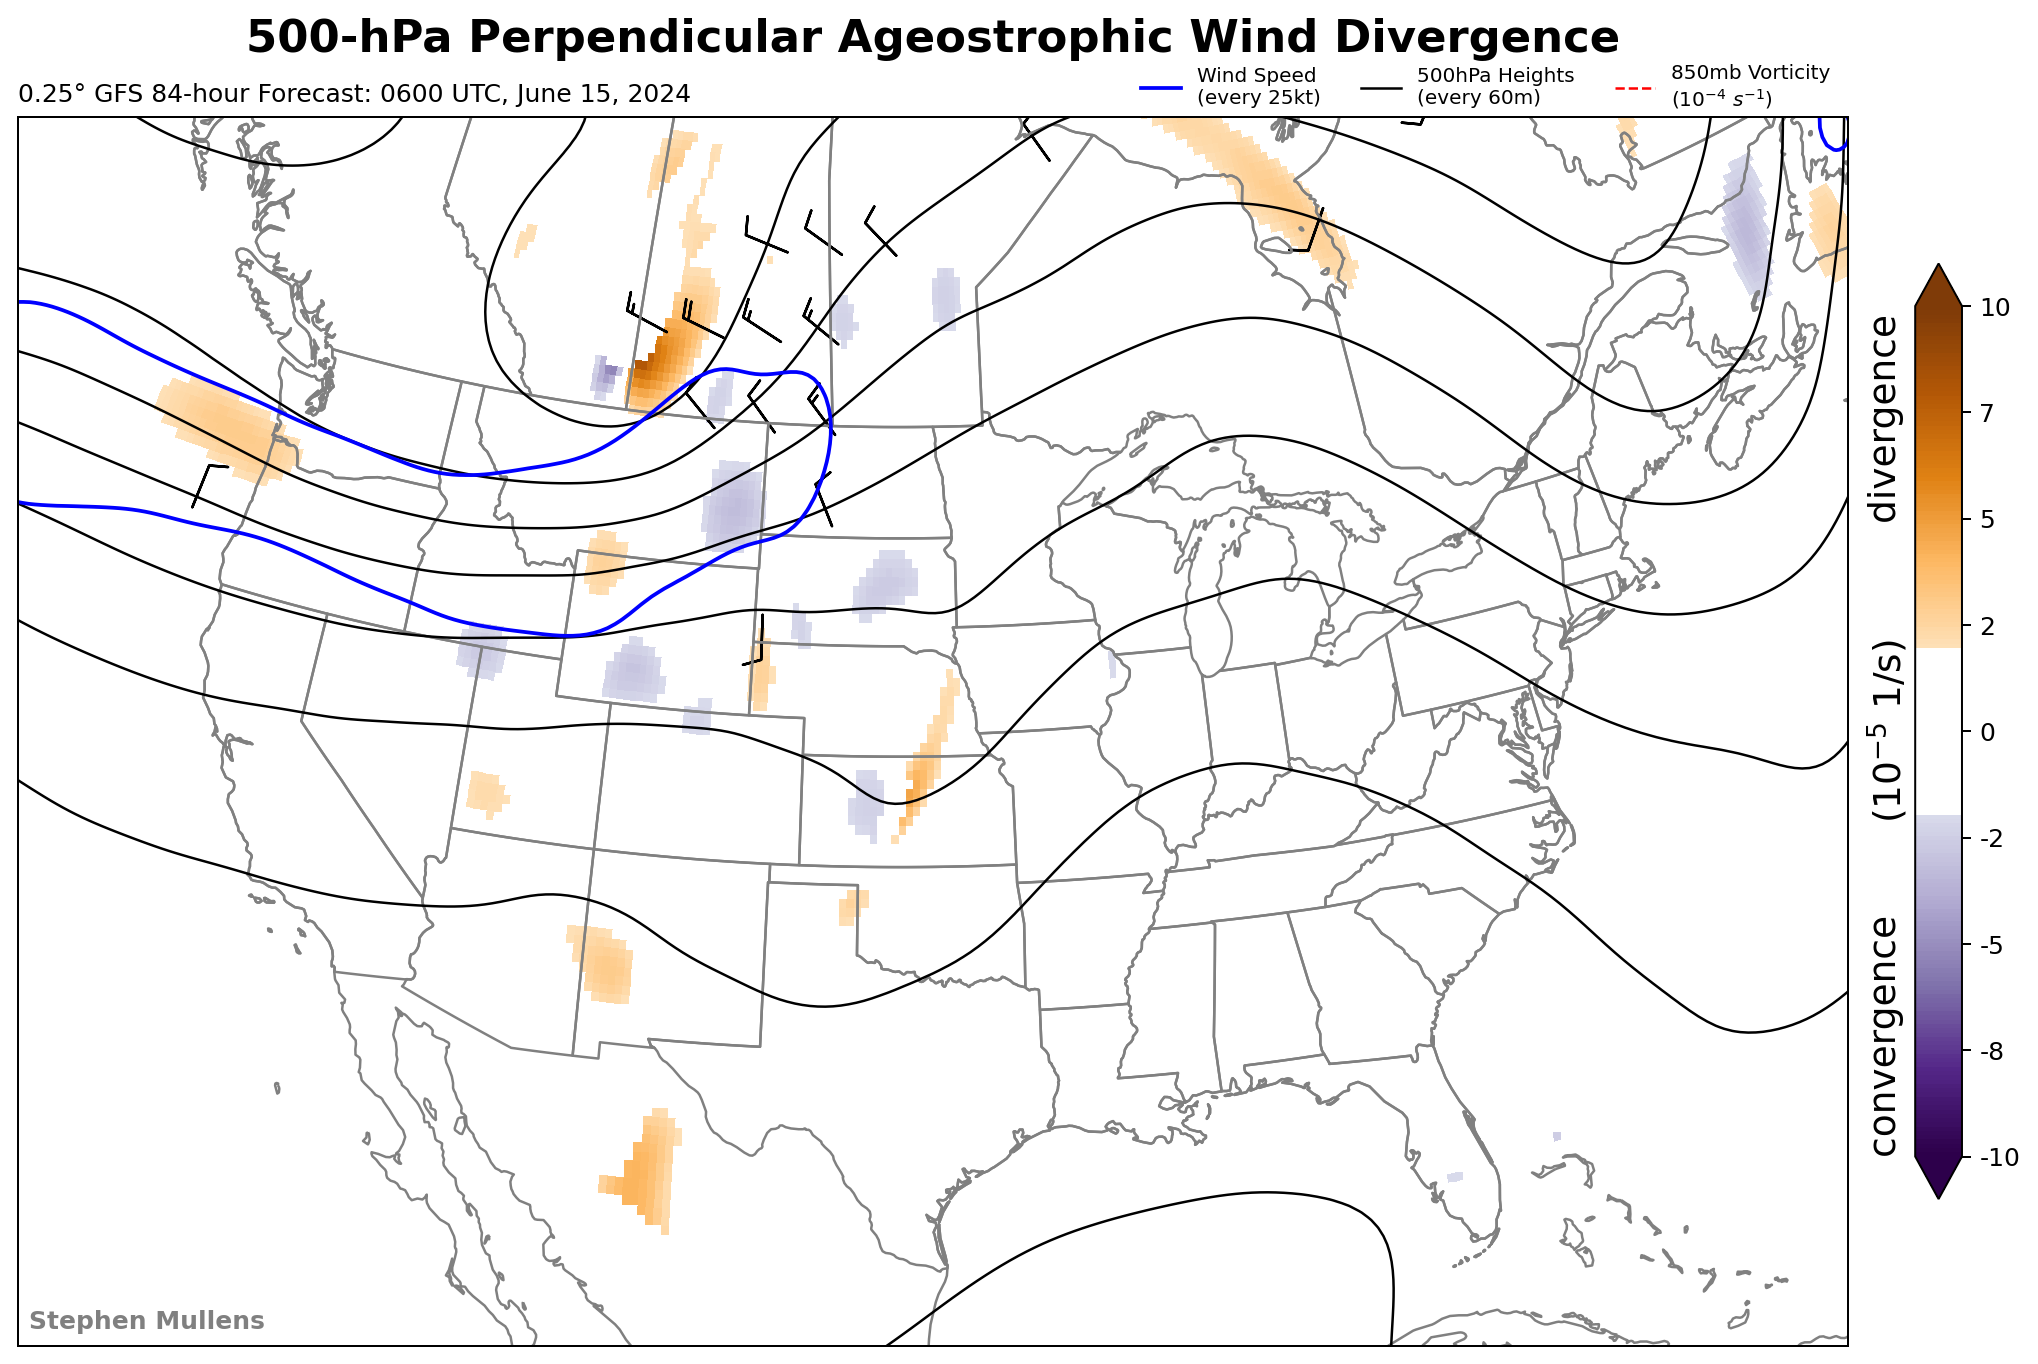 500-hPa Perpendicular Ageostrophic Wind Divergence
0.25° GFS 84-hour Forecast: 0600 UTC, June 15, 2024
Wind Speed
(every 25kt)
500hPa Heights
(every 60m)
850mb Vorticity
(10⁻⁴ s⁻¹)
10
7
5
2
0
-2
-5
-8
-10
convergence (10⁻⁵ 1/s) divergence
Stephen Mullens